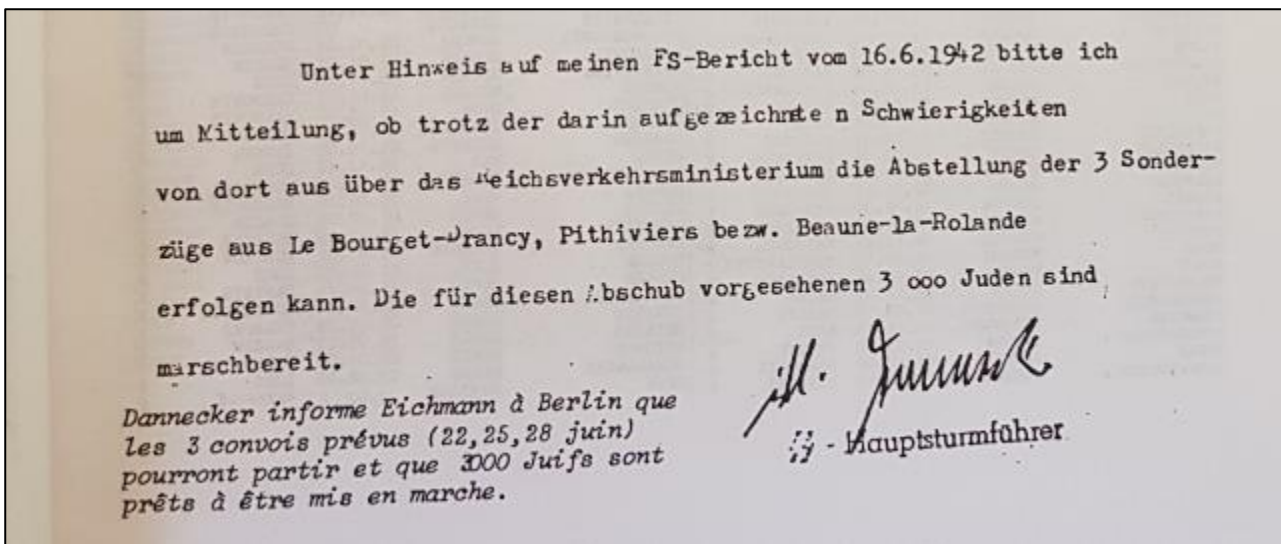 Unter Hinweis auf meinen FS-Bericht vom 16.6.1942 bitte ich
um Mitteilung, ob trotz der darin aufgezeichnete n Schwierigkeiten
von dort aus über das Reichsverkehrsministerium die Abstellung der 3 Sonder-
züge aus Le Bourget-Drancy, Pithiviers bezw. Beaune-la-Rolande
erfolgen kann. Die für diesen Abschub vorgesehenen 3 ooo Juden sind
marschbereit.
Dannecker informe Eichmann à Berlin que
les 3 convois prévus (22,25,28 juin)
pourront partir et que 3000 Juifs sont
prêts à être mis en marche.
SS - Hauptsturmführer